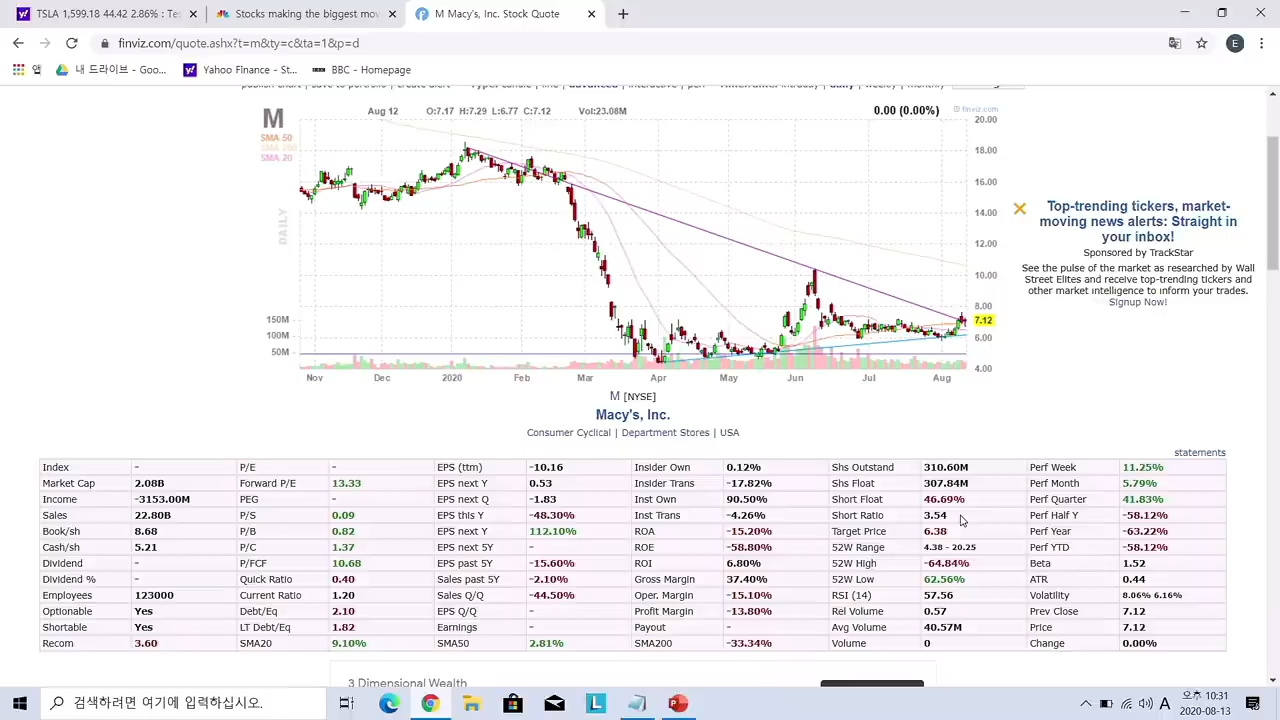 TSLA 1,599.18 44.42 2.86% : Te
Stocks making the biggest mov
M Macy's, Inc. Stock Quote
finviz.com/quote.ashx?t=m&ty=c&ta=1&p=d
E
앱
내 드라이브 - Goo...
Yahoo Finance - St...
BBC - Homepage
M
Aug 12 O:7.17 H:7.29 L:6.77 C:7.12 Vol:23.08M
0.00 (0.00%)
finviz.com
SMA 50
SMA 200
SMA 20
DAILY
20.00
18.00
16.00
14.00
12.00
10.00
8.00
7.12
6.00
4.00
150M
100M
50M
Nov Dec 2020 Feb Mar Apr May Jun Jul Aug
Top-trending tickers, market-
moving news alerts: Straight in
your inbox!
Sponsored by TrackStar
See the pulse of the market as researched by Wall
Street Elites and receive top-trending tickers and
other market intelligence to inform your trades.
Signup Now!
M [NYSE]
Macy's, Inc.
Consumer Cyclical | Department Stores | USA
statements
Index - P/E - EPS (ttm) -10.16 Insider Own 0.12% Shs Outstand 310.60M Perf Week 11.25%
Market Cap 2.08B Forward P/E 13.33 EPS next Y 0.53 Insider Trans -17.82% Shs Float 307.84M Perf Month 5.79%
Income -3153.00M PEG - EPS next Q -1.83 Inst Own 90.50% Short Float 46.69% Perf Quarter 41.83%
Sales 22.80B P/S 0.09 EPS this Y -48.30% Inst Trans -4.26% Short Ratio 3.54 Perf Half Y -58.12%
Book/sh 8.68 P/B 0.82 EPS next Y 112.10% ROA -15.20% Target Price 6.38 Perf Year -63.22%
Cash/sh 5.21 P/C 1.37 EPS next 5Y - ROE -58.80% 52W Range 4.38 - 20.25 Perf YTD -58.12%
Dividend - P/FCF 10.68 EPS past 5Y -15.60% ROI 6.80% 52W High -64.84% Beta 1.52
Dividend % - Quick Ratio 0.40 Sales past 5Y -2.10% Gross Margin 37.40% 52W Low 62.56% ATR 0.44
Employees 123000 Current Ratio 1.20 Sales Q/Q -44.50% Oper. Margin -15.10% RSI (14) 57.56 Volatility 8.06% 6.16%
Optionable Yes Debt/Eq 2.10 EPS Q/Q - Profit Margin -13.80% Rel Volume 0.57 Prev Close 7.12
Shortable Yes LT Debt/Eq 1.82 Earnings - Payout - Avg Volume 40.57M Price 7.12
Recom 3.60 SMA20 9.10% SMA50 2.81% SMA200 -33.34% Volume 0 Change 0.00%
3 Dimensional Wealth
검색하려면 여기에 입력하십시오.
A
오후 10:31
2020-08-13